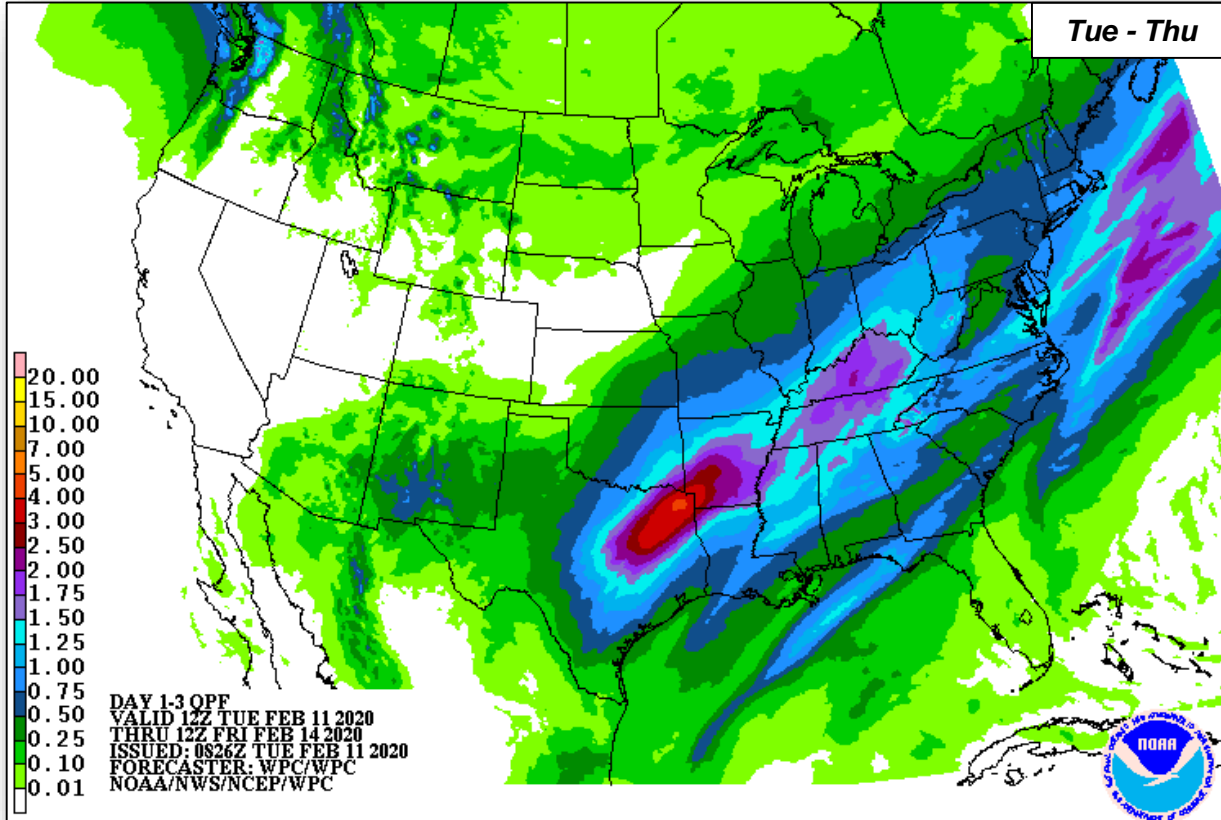 Tue - Thu
20.00
15.00
10.00
7.00
5.00
4.00
3.00
2.50
2.00
1.75
1.50
1.25
1.00
0.75
0.50
0.25
0.10
0.01
DAY 1-3 QPF
VALID 12Z TUE FEB 11 2020
THRU 12Z FRI FEB 14 2020
ISSUED: 0826Z TUE FEB 11 2020
FORECASTER: WPC/WPC
NOAA/NWS/NCEP/WPC
NOAA